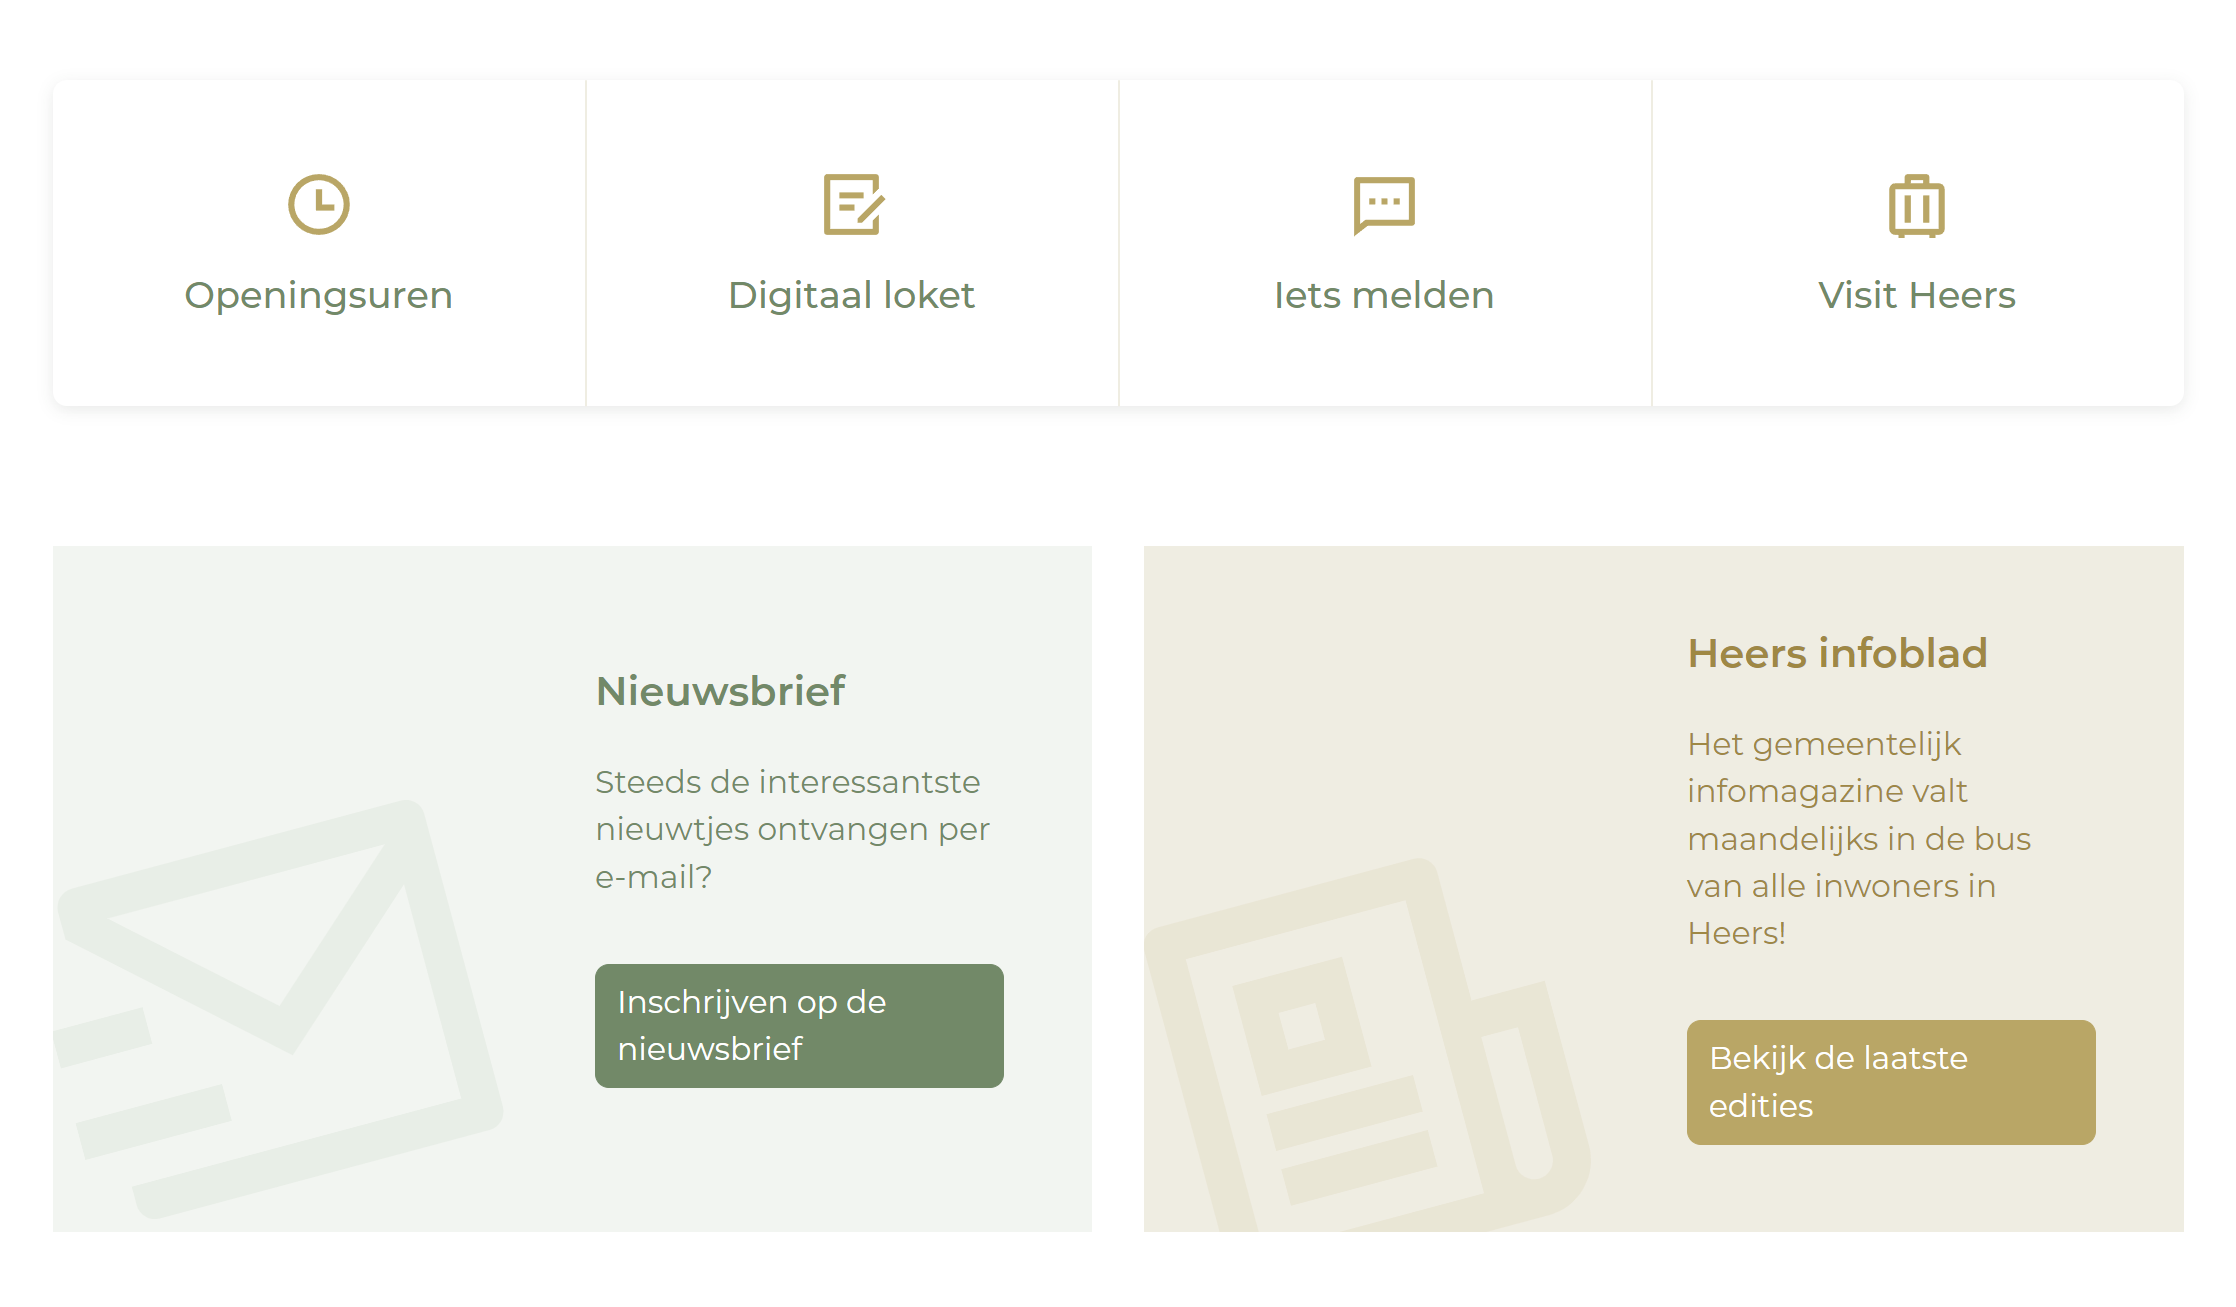 Openingsuren
Digitaal loket
Iets melden
Visit Heers
Nieuwsbrief
Steeds de interessantste
nieuwtjes ontvangen per
e-mail?
Inschrijven op de
nieuwsbrief
Heers infoblad
Het gemeentelijk
infomagazine valt
maandelijks in de bus
van alle inwoners in
Heers!
Bekijk de laatste
edities